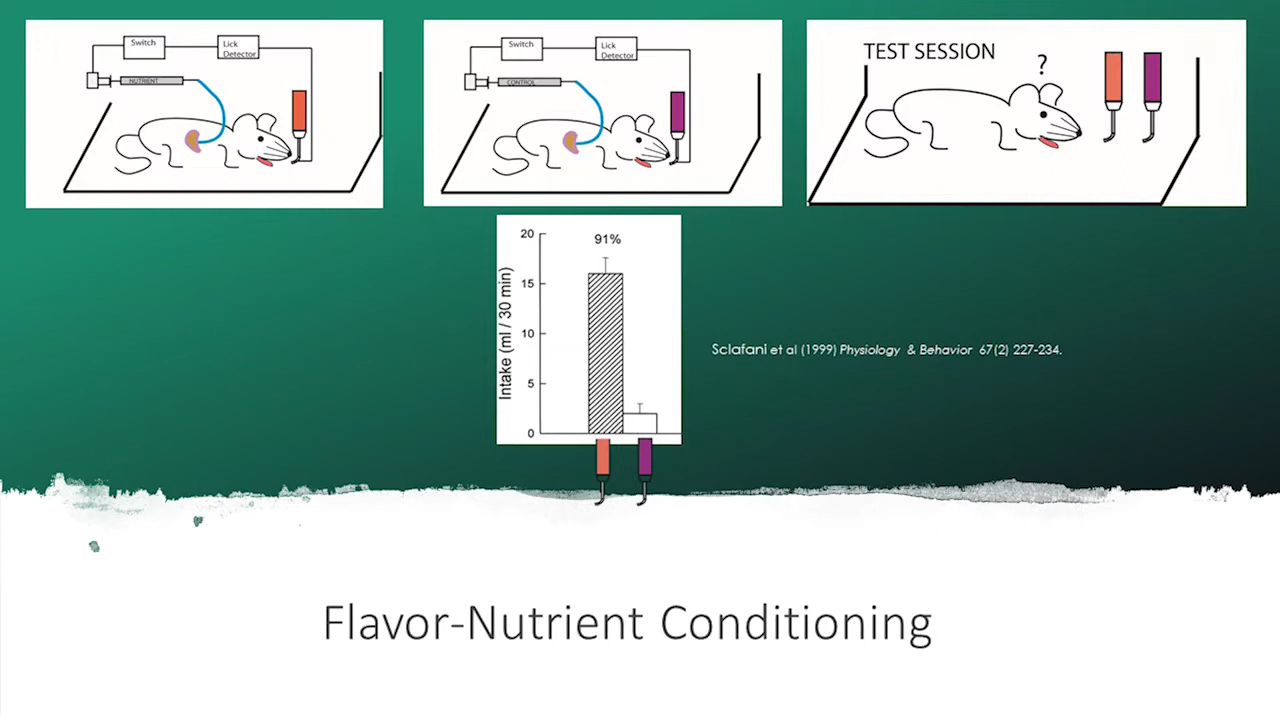 Switch
Lick
Detector
NUTRIENT
Switch
Lick
Detector
CONTROL
TEST SESSION
?
20
15
10
5
0
Intake (ml / 30 min)
91%
Sclafani et al (1999) Physiology & Behavior 67(2) 227-234.
Flavor-Nutrient Conditioning